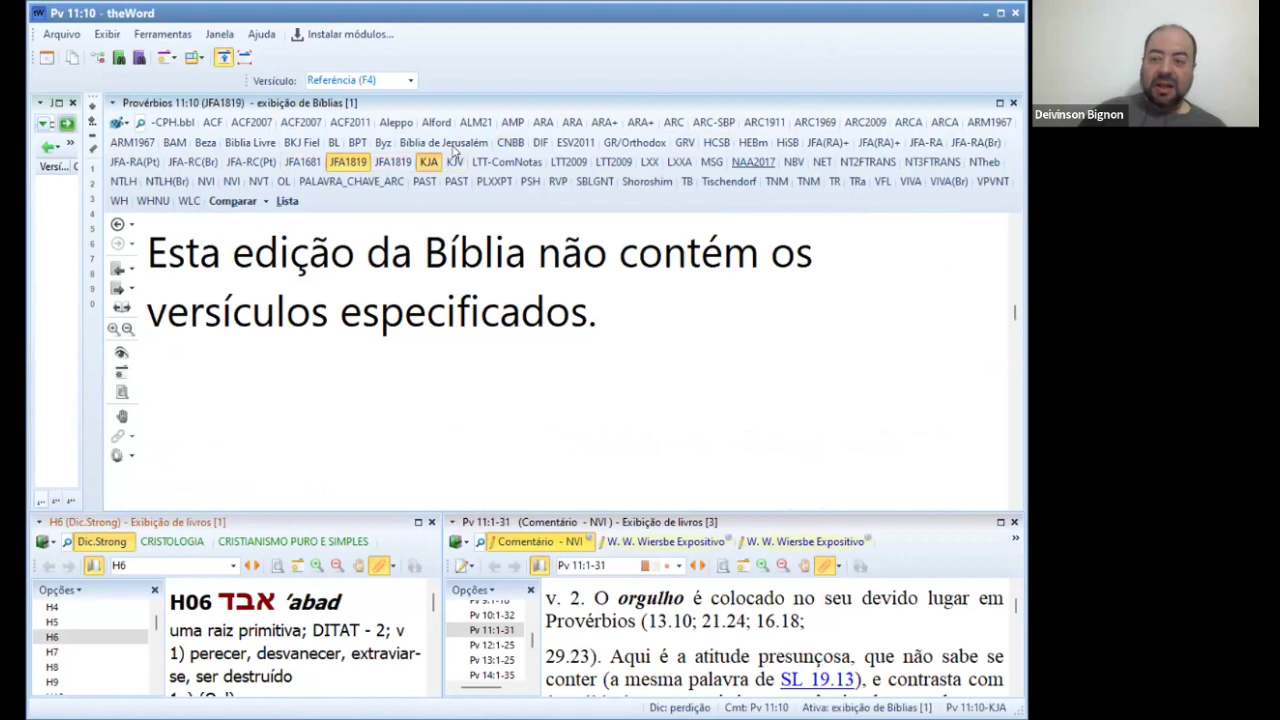 Pv 11:10 - theWord
Arquivo Exibir Ferramentas Janela Ajuda Instalar módulos...
Versículo: Referência (F4)
Provérbios 11:10 (JFA1819) - exibição de Bíblias [1]
-CPH.bbl ACF ACF2007 ACF2007 ACF2011 Aleppo Alford ALM21 AMP ARA ARA ARA+ ARA+ ARC ARC-SBP ARC1911 ARC1969 ARC2009 ARCA ARCA ARM1967
ARM1967 BAM Beza Biblia Livre BKJ Fiel BL BPT Byz Bíblia de Jerusalém CNBB DIF ESV2011 GR/Orthodox GRV HCSB HEBm HiSB JFA(RA)+ JFA(RA)+ JFA-RA JFA-RA(Br)
JFA-RA(Pt) JFA-RC(Br) JFA-RC(Pt) JFA1681 JFA1819 JFA1819 KJA KJV LTT-ComNotas LTT2009 LTT2009 LXX LXXA MSG NAA2017 NBV NET NT2FTRANS NT3FTRANS NTheb
NTLH NTLH(Br) NVI NVI NVT OL PALAVRA_CHAVE_ARC PAST PAST PLXXPT PSH RVP SBLGNT Shoroshim TB Tischendorf TNM TNM TR TRa VFL VIVA VIVA(Br) VPVNT
WH WHNU WLC Comparar Lista
Versí...
1
2
3
4
5
6
7
8
9
0
Esta edição da Bíblia não contém os
versículos especificados.
H6 (Dic.Strong) - Exibição de livros [1]
Dic.Strong CRISTOLOGIA CRISTIANISMO PURO E SIMPLES
H6
Opções
H4
H5
H6
H7
H8
H9
H06 אבד ’abad
uma raiz primitiva; DITAT - 2; v
1) perecer, desvanecer, extraviar-
se, ser destruído
Pv 11:1-31 (Comentário - NVI ) - Exibição de livros [3]
Comentário - NVI W. W. Wiersbe Expositivo W. W. Wiersbe Expositivo
Pv 11:1-31
Opções
Pv 10:1-32
Pv 11:1-31
Pv 12:1-25
Pv 13:1-25
Pv 14:1-35
v. 2. O orgulho é colocado no seu devido lugar em
Provérbios (13.10; 21.24; 16.18;
29.23). Aqui é a atitude presunçosa, que não sabe se
conter (a mesma palavra de SL 19.13), e contrasta com
Dic: perdição Cmt: Pv 11:10 Ativa: exibição de Bíblias [1] Pv 11:10-KJA
Deivinson Bignon